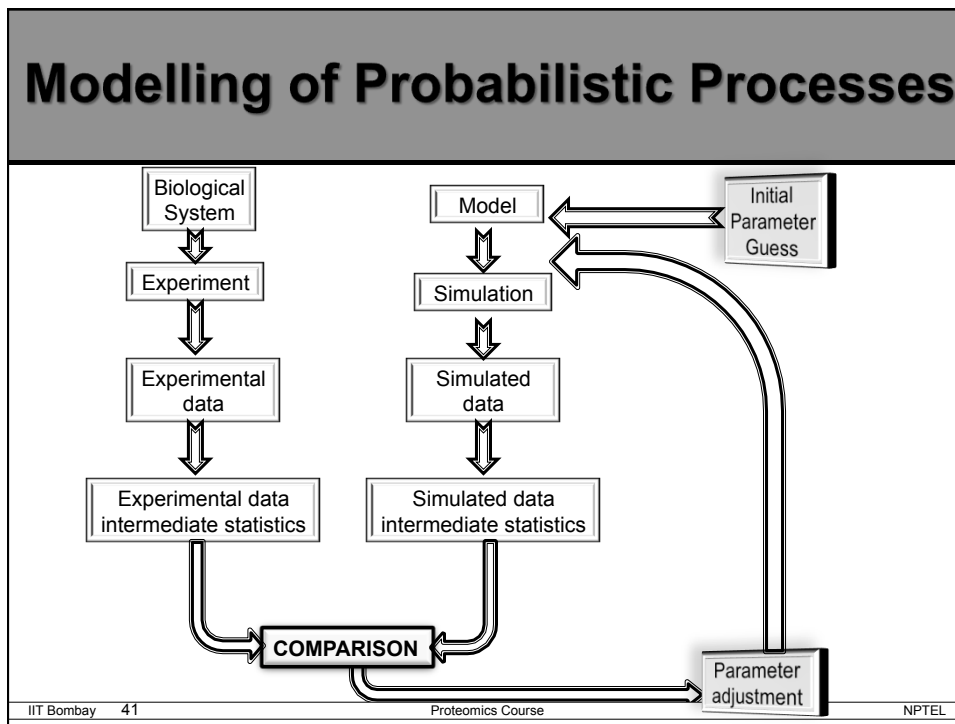 Modelling of Probabilistic Processes
Biological
System
Experiment
Experimental
data
Experimental data
intermediate statistics
Model
Simulation
Simulated
data
Simulated data
intermediate statistics
Initial
Parameter
Guess
COMPARISON
Parameter
adjustment
IIT Bombay 41
Proteomics Course
NPTEL